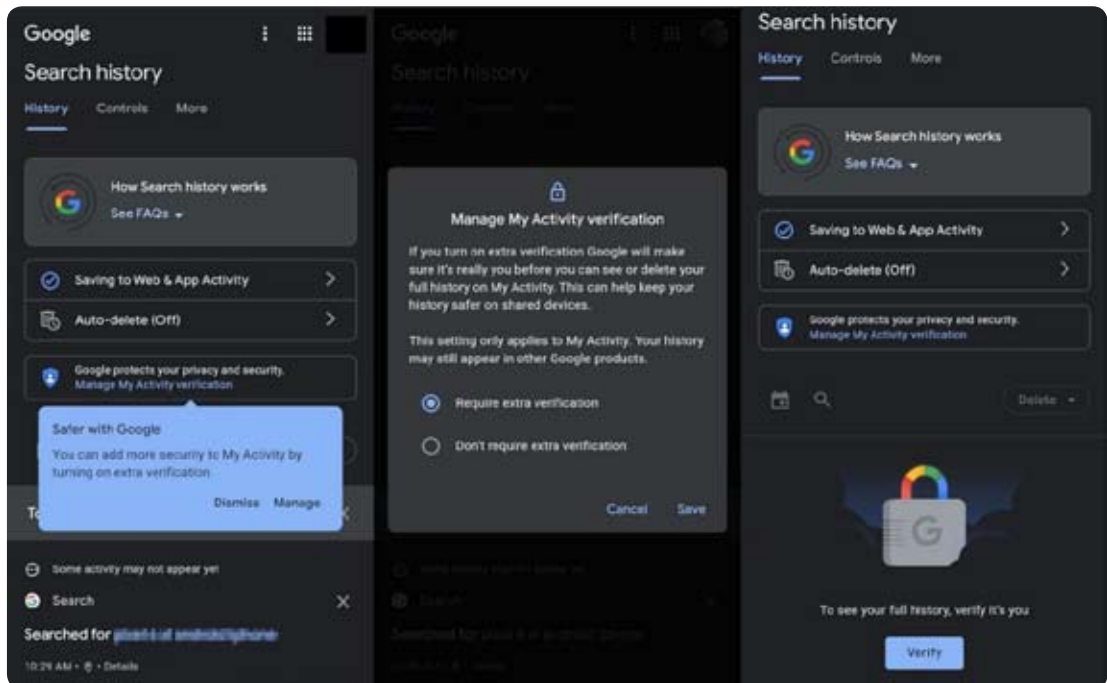 Google
Search history
History Controls More
How Search history works
See FAQs
Saving to Web & App Activity
Auto-delete (Off)
Google protects your privacy and security.
Manage My Activity verification
Safer with Google
You can add more security to My Activity by
turning on extra verification
Dismiss Manage
To
Some activity may not appear yet
Search
Searched for
10:29 AM • Details
Google
Search history
Manage My Activity verification
If you turn on extra verification Google will make
sure it's really you before you can see or delete your
full history on My Activity. This can help keep your
history safer on shared devices.
This setting only applies to My Activity. Your history
may still appear in other Google products.
Require extra verification
Don't require extra verification
Cancel Save
Search
Searched for
Search history
History Controls More
How Search history works
See FAQs
Saving to Web & App Activity
Auto-delete (Off)
Google protects your privacy and security.
Manage My Activity verification
Delete
G
To see your full history, verify it's you
Verify